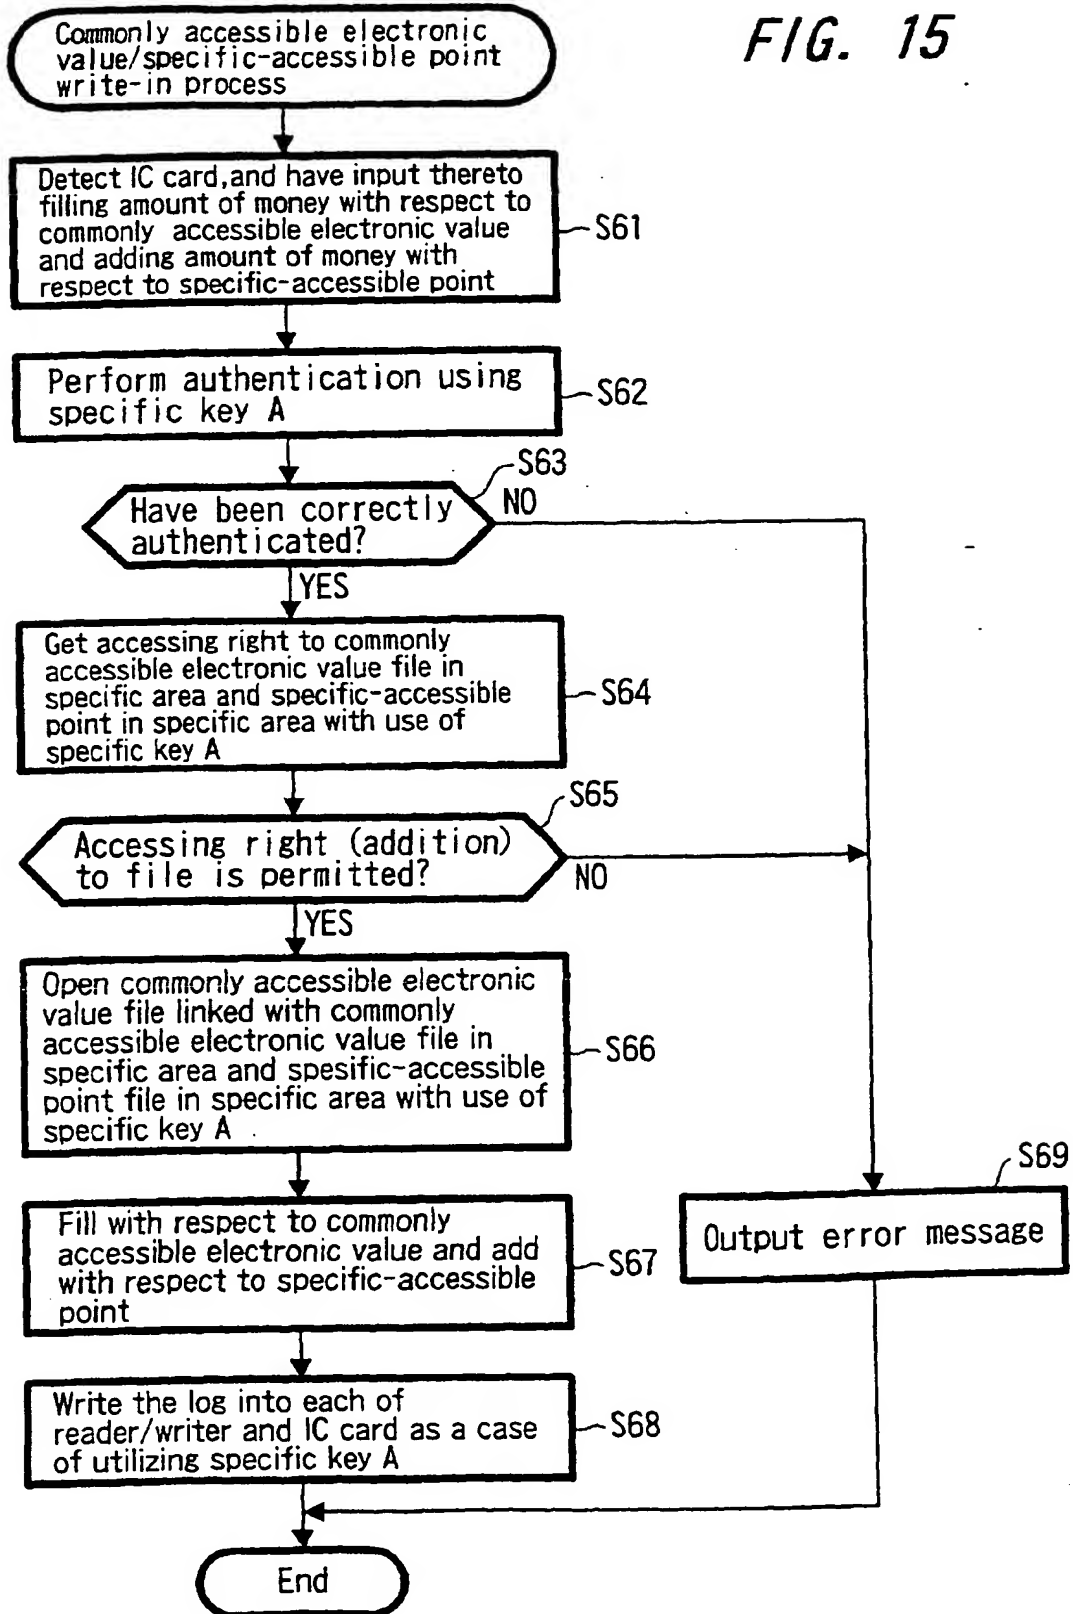 FIG. 15
Commonly accessible electronic
value/specific-accessible point
write-in process
Detect IC card,and have input thereto
filling amount of money with respect to
commonly accessible electronic value
and adding amount of money with
respect to specific-accessible point
S61
Perform authentication using
specific key A
S62
S63
Have been correctly
authenticated?
NO
YES
Get accessing right to commonly
accessible electronic value file in
specific area and specific-accessible
point in specific area with use of
specific key A
S64
S65
Accessing right (addition)
to file is permitted?
NO
YES
Open commonly accessible electronic
value file linked with commonly
accessible electronic value file in
specific area and spesific-accessible
point file in specific area with use of
specific key A
S66
Fill with respect to commonly
accessible electronic value and add
with respect to specific-accessible
point
S67
S69
Output error message
Write the log into each of
reader/writer and IC card as a case
of utilizing specific key A
S68
End